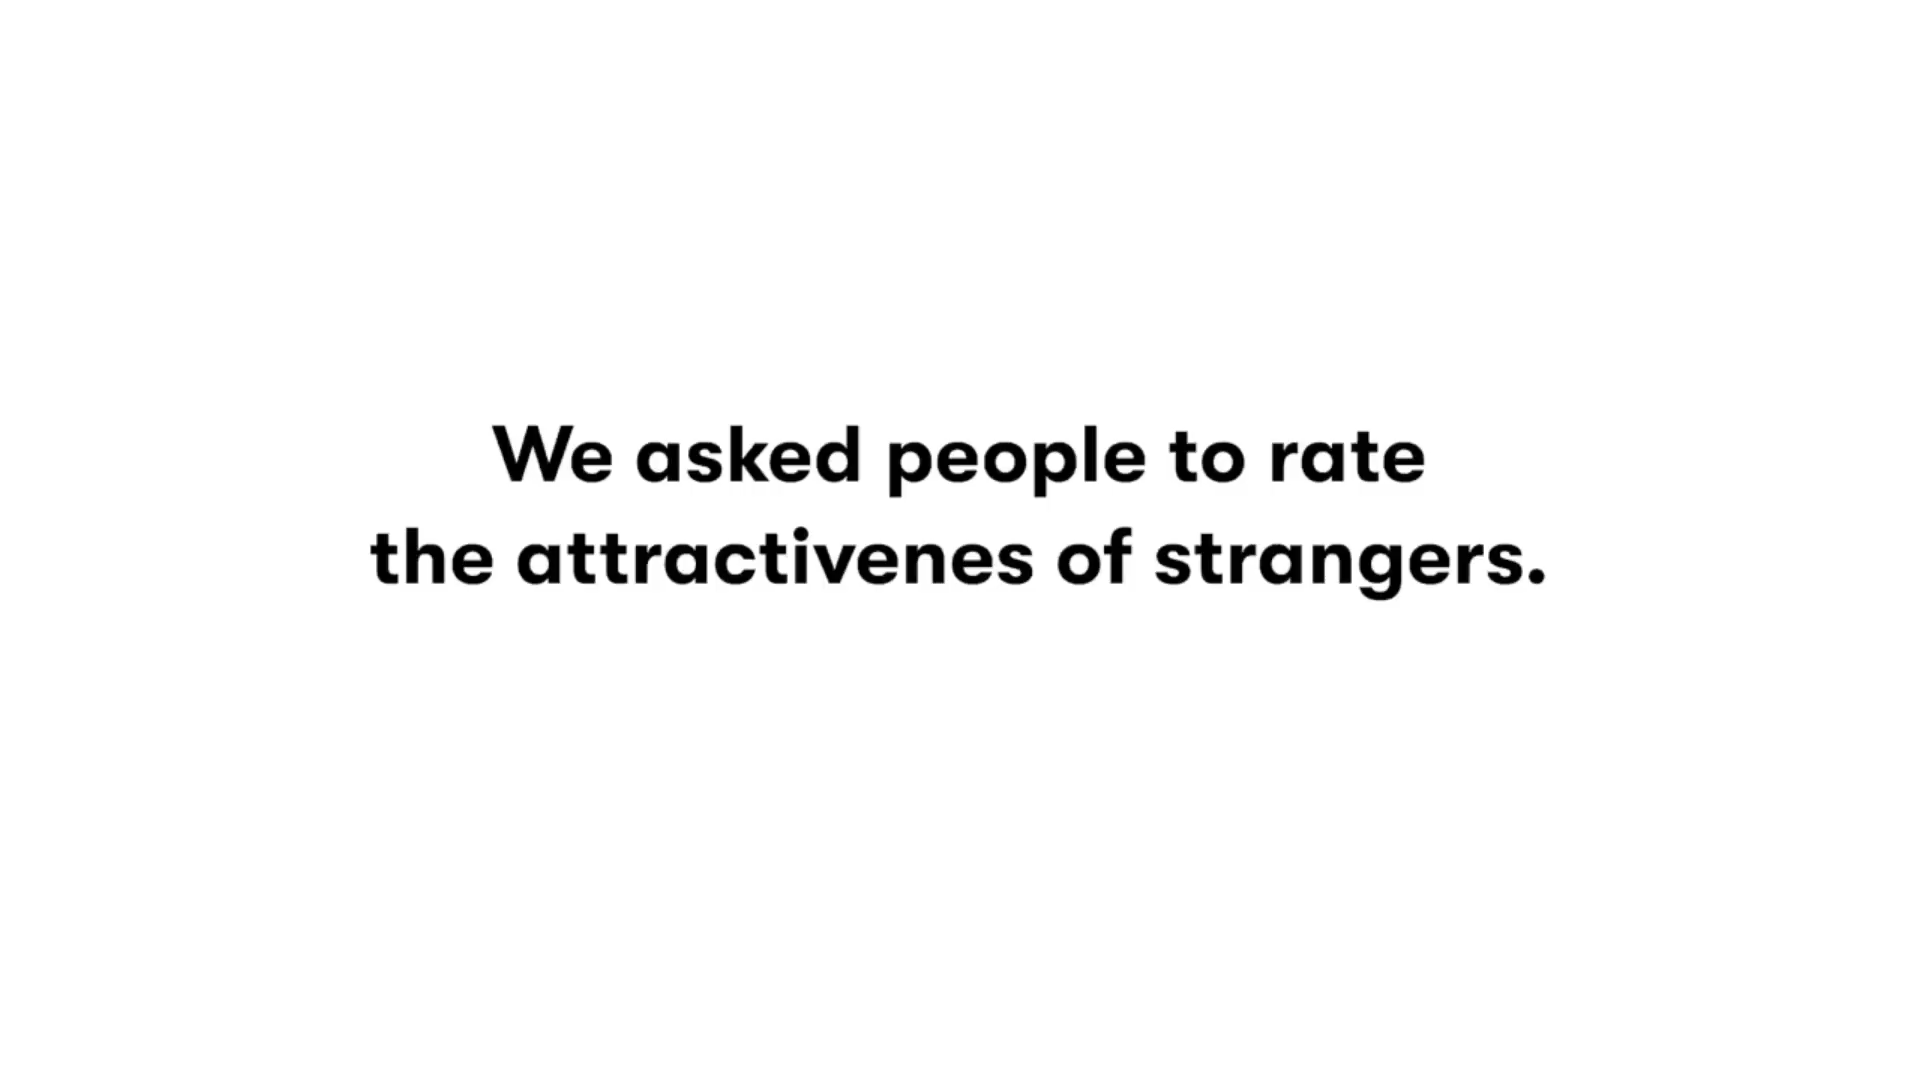 We asked people to rate
the attractivenes of strangers.